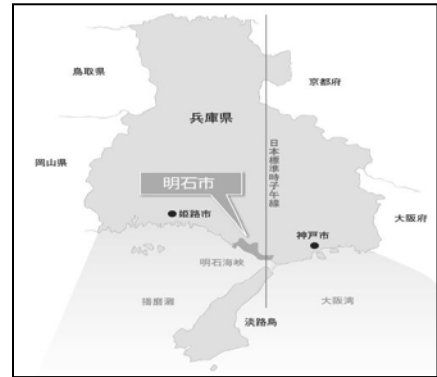 鳥取県
京都府
兵庫県
日本標準時子午線
岡山県
明石市
大阪府
姫路市
神戸市
明石海峡
播磨灘
大阪湾
淡路島